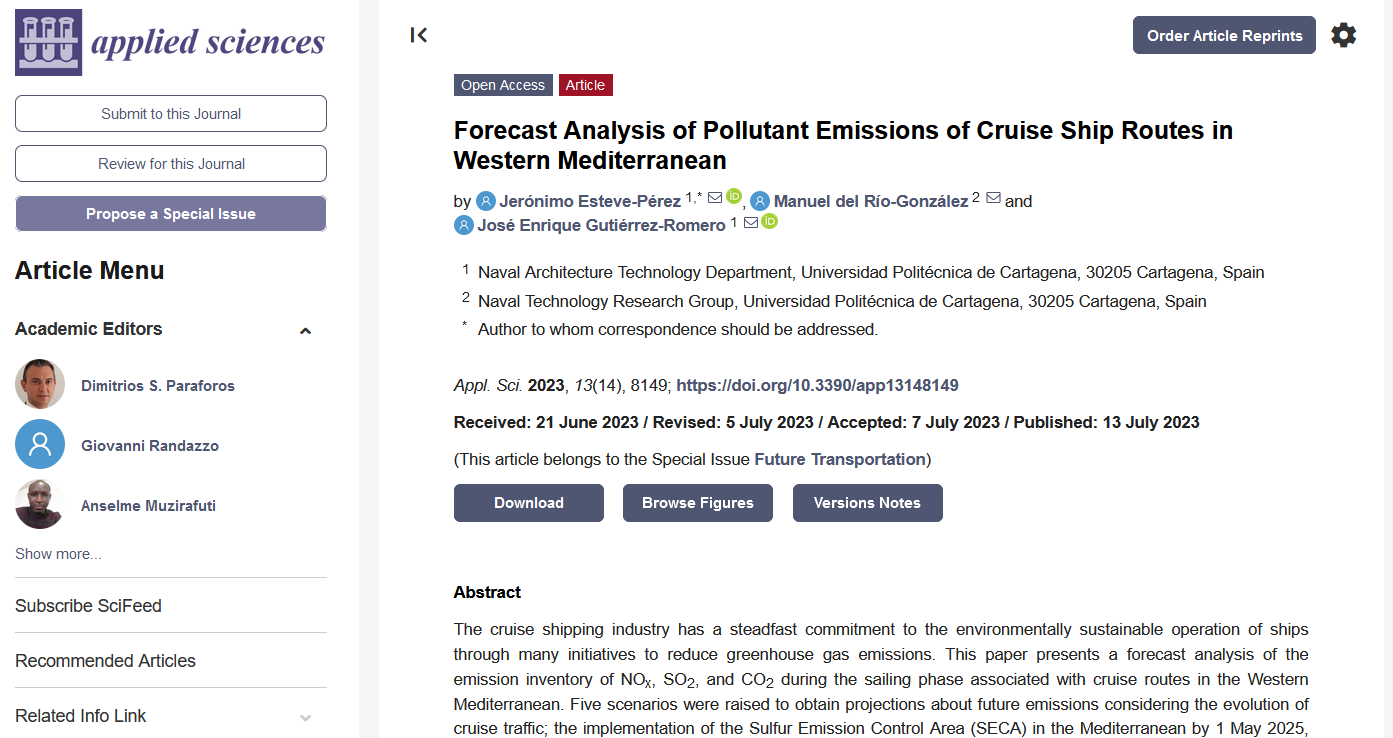 applied sciences
Submit to this Journal
Review for this Journal
Propose a Special Issue
Article Menu
Academic Editors
Dimitrios S. Paraforos
Giovanni Randazzo
Anselme Muzirafuti
Show more...
Subscribe SciFeed
Recommended Articles
Related Info Link
Order Article Reprints
Open Access Article
Forecast Analysis of Pollutant Emissions of Cruise Ship Routes in
Western Mediterranean
by Jerónimo Esteve-Pérez 1,* iD, Manuel del Río-González 2 and
José Enrique Gutiérrez-Romero 1 iD
1 Naval Architecture Technology Department, Universidad Politécnica de Cartagena, 30205 Cartagena, Spain
2 Naval Technology Research Group, Universidad Politécnica de Cartagena, 30205 Cartagena, Spain
* Author to whom correspondence should be addressed.
Appl. Sci. 2023, 13(14), 8149; https://doi.org/10.3390/app13148149
Received: 21 June 2023 / Revised: 5 July 2023 / Accepted: 7 July 2023 / Published: 13 July 2023
(This article belongs to the Special Issue Future Transportation)
Download Browse Figures Versions Notes
Abstract
The cruise shipping industry has a steadfast commitment to the environmentally sustainable operation of ships
through many initiatives to reduce greenhouse gas emissions. This paper presents a forecast analysis of the
emission inventory of NOx, SO2, and CO2 during the sailing phase associated with cruise routes in the Western
Mediterranean. Five scenarios were raised to obtain projections about future emissions considering the evolution of
cruise traffic; the implementation of the Sulfur Emission Control Area (SECA) in the Mediterranean by 1 May 2025,